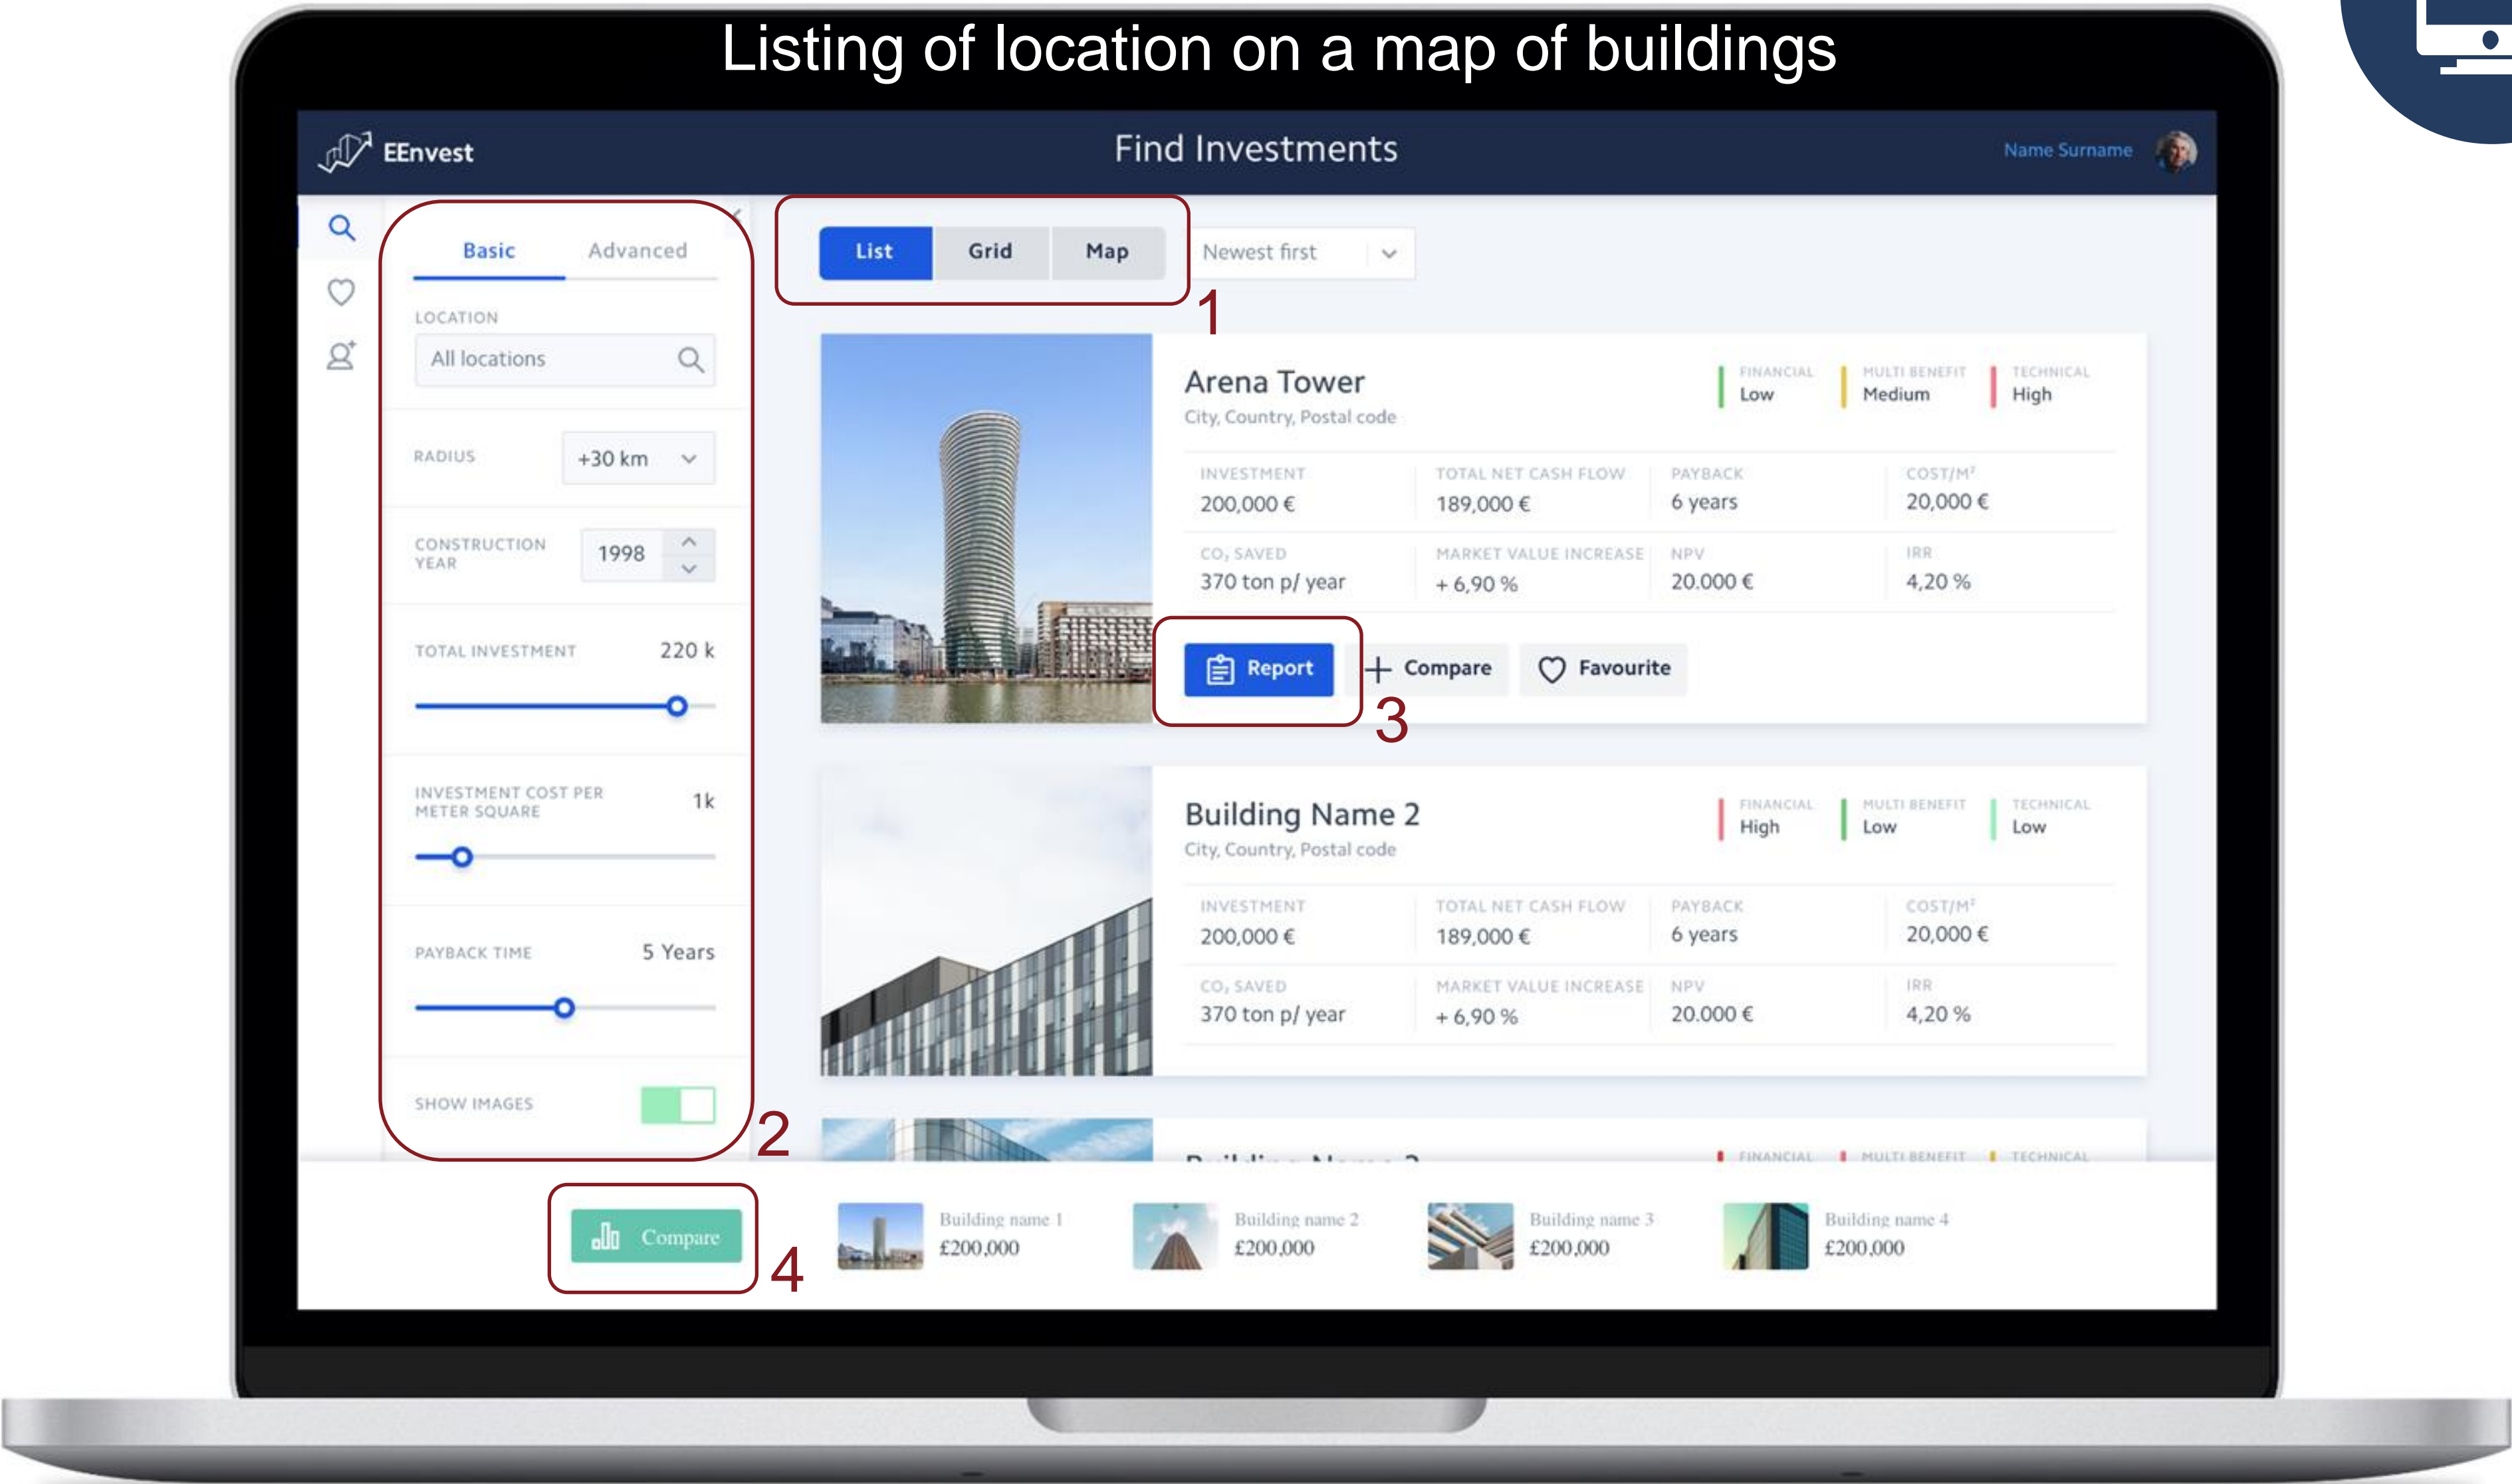 Listing of location on a map of buildings
EEnvest
Find Investments
Name Surname
Basic Advanced
LOCATION
All locations
RADIUS +30 km
CONSTRUCTION
YEAR
1998
TOTAL INVESTMENT 220 k
INVESTMENT COST PER
METER SQUARE
1k
PAYBACK TIME 5 Years
SHOW IMAGES
2
List Grid Map
Newest first
1
Arena Tower
City, Country, Postal code
FINANCIAL MULTI BENEFIT TECHNICAL
Low Medium High
INVESTMENT TOTAL NET CASH FLOW PAYBACK COST/M²
200,000 € 189,000 € 6 years 20,000 €
CO₂ SAVED MARKET VALUE INCREASE NPV IRR
370 ton p/ year + 6,90 % 20.000 € 4,20 %
Report Compare Favourite
3
Building Name 2
City, Country, Postal code
FINANCIAL MULTI BENEFIT TECHNICAL
High Low Low
INVESTMENT TOTAL NET CASH FLOW PAYBACK COST/M²
200,000 € 189,000 € 6 years 20,000 €
CO₂ SAVED MARKET VALUE INCREASE NPV IRR
370 ton p/ year + 6,90 % 20.000 € 4,20 %
FINANCIAL MULTI BENEFIT TECHNICAL
Compare
4
Building name 1
£200,000
Building name 2
£200,000
Building name 3
£200,000
Building name 4
£200,000